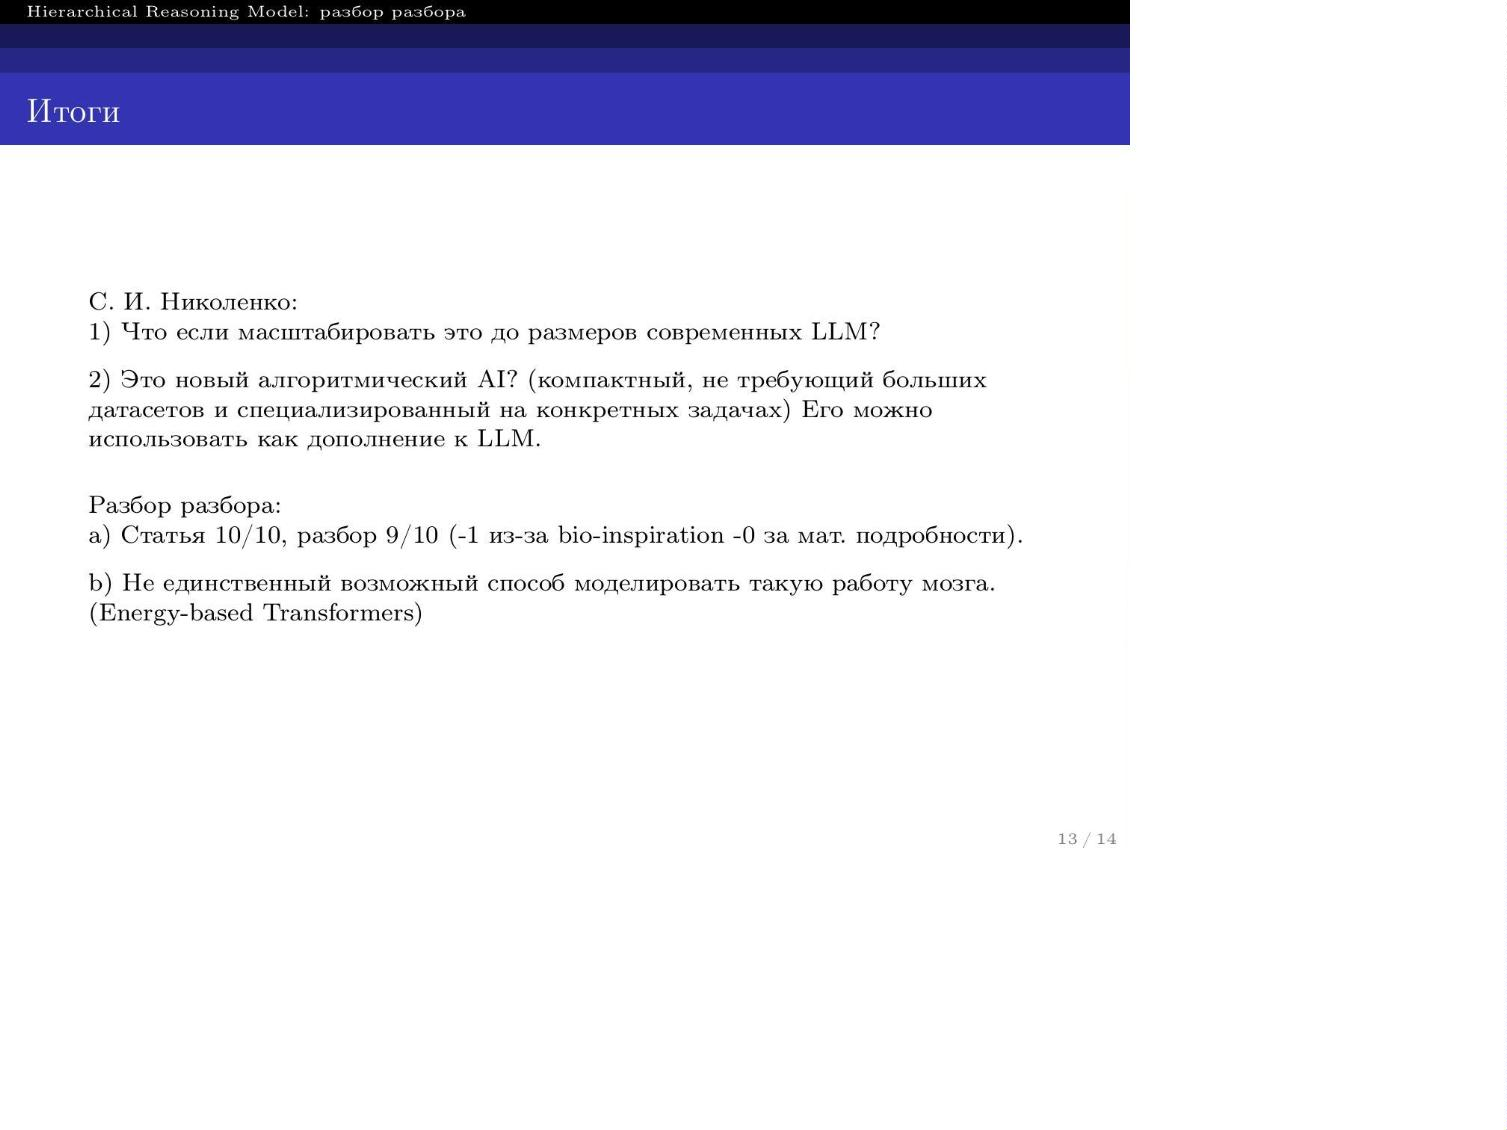 Hierarchical Reasoning Model: разбор разбора
Итоги
С. И. Николенко:
1) Что если масштабировать это до размеров современных LLM?
2) Это новый алгоритмический AI? (компактный, не требующий больших
датасетов и специализированный на конкретных задачах) Его можно
использовать как дополнение к LLM.
Разбор разбора:
a) Статья 10/10, разбор 9/10 (-1 из-за bio-inspiration -0 за мат. подробности).
b) Не единственный возможный способ моделировать такую работу мозга.
(Energy-based Transformers)
13 / 14